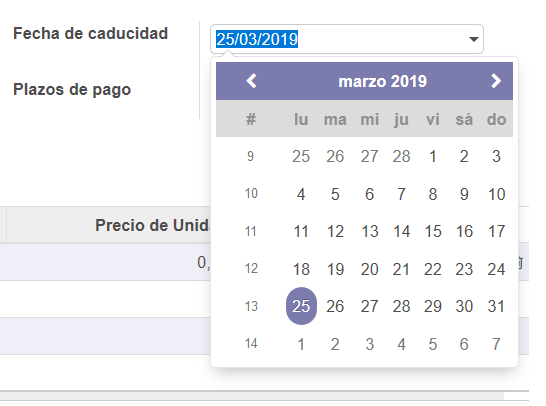 Fecha de caducidad 25/03/2019
Plazos de pago
marzo 2019
# lu ma mi ju vi sá do
9 25 26 27 28 1 2 3
10 4 5 6 7 8 9 10
11 11 12 13 14 15 16 17
12 18 19 20 21 22 23 24
13 25 26 27 28 29 30 31
14 1 2 3 4 5 6 7
Precio de Unida
0,